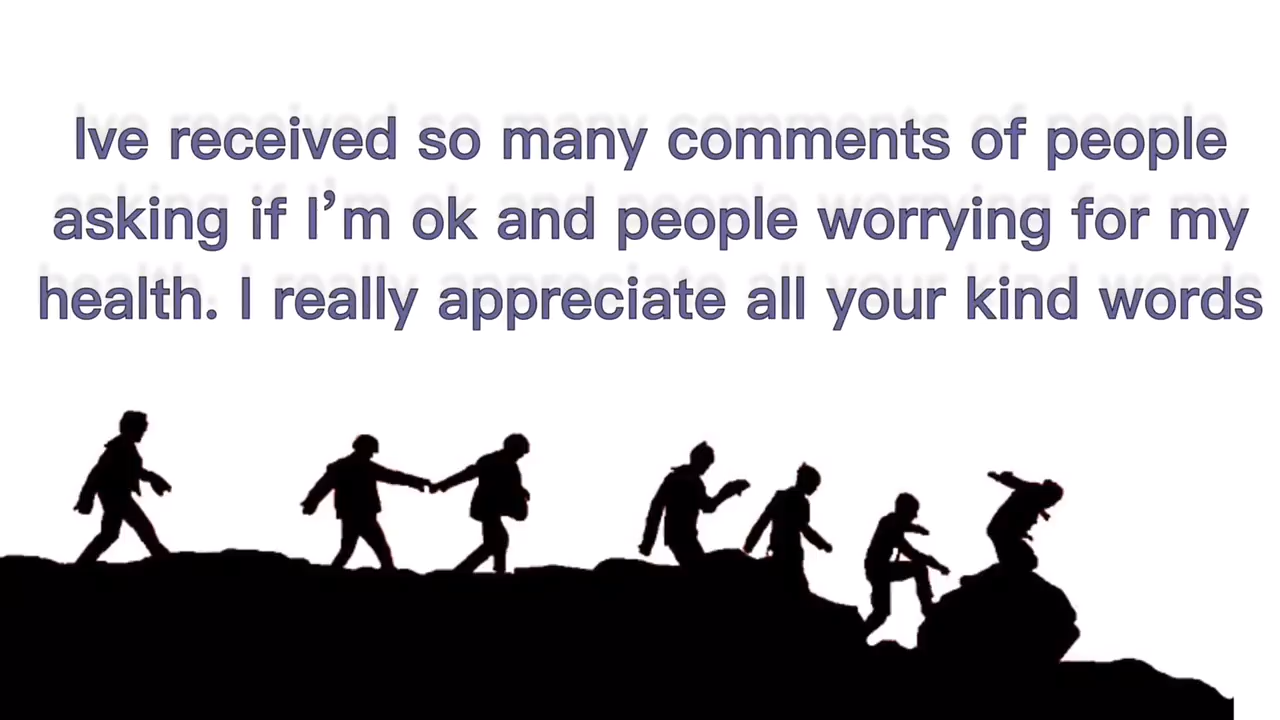 Ive received so many comments of people
asking if I’m ok and people worrying for my
health. I really appreciate all your kind words